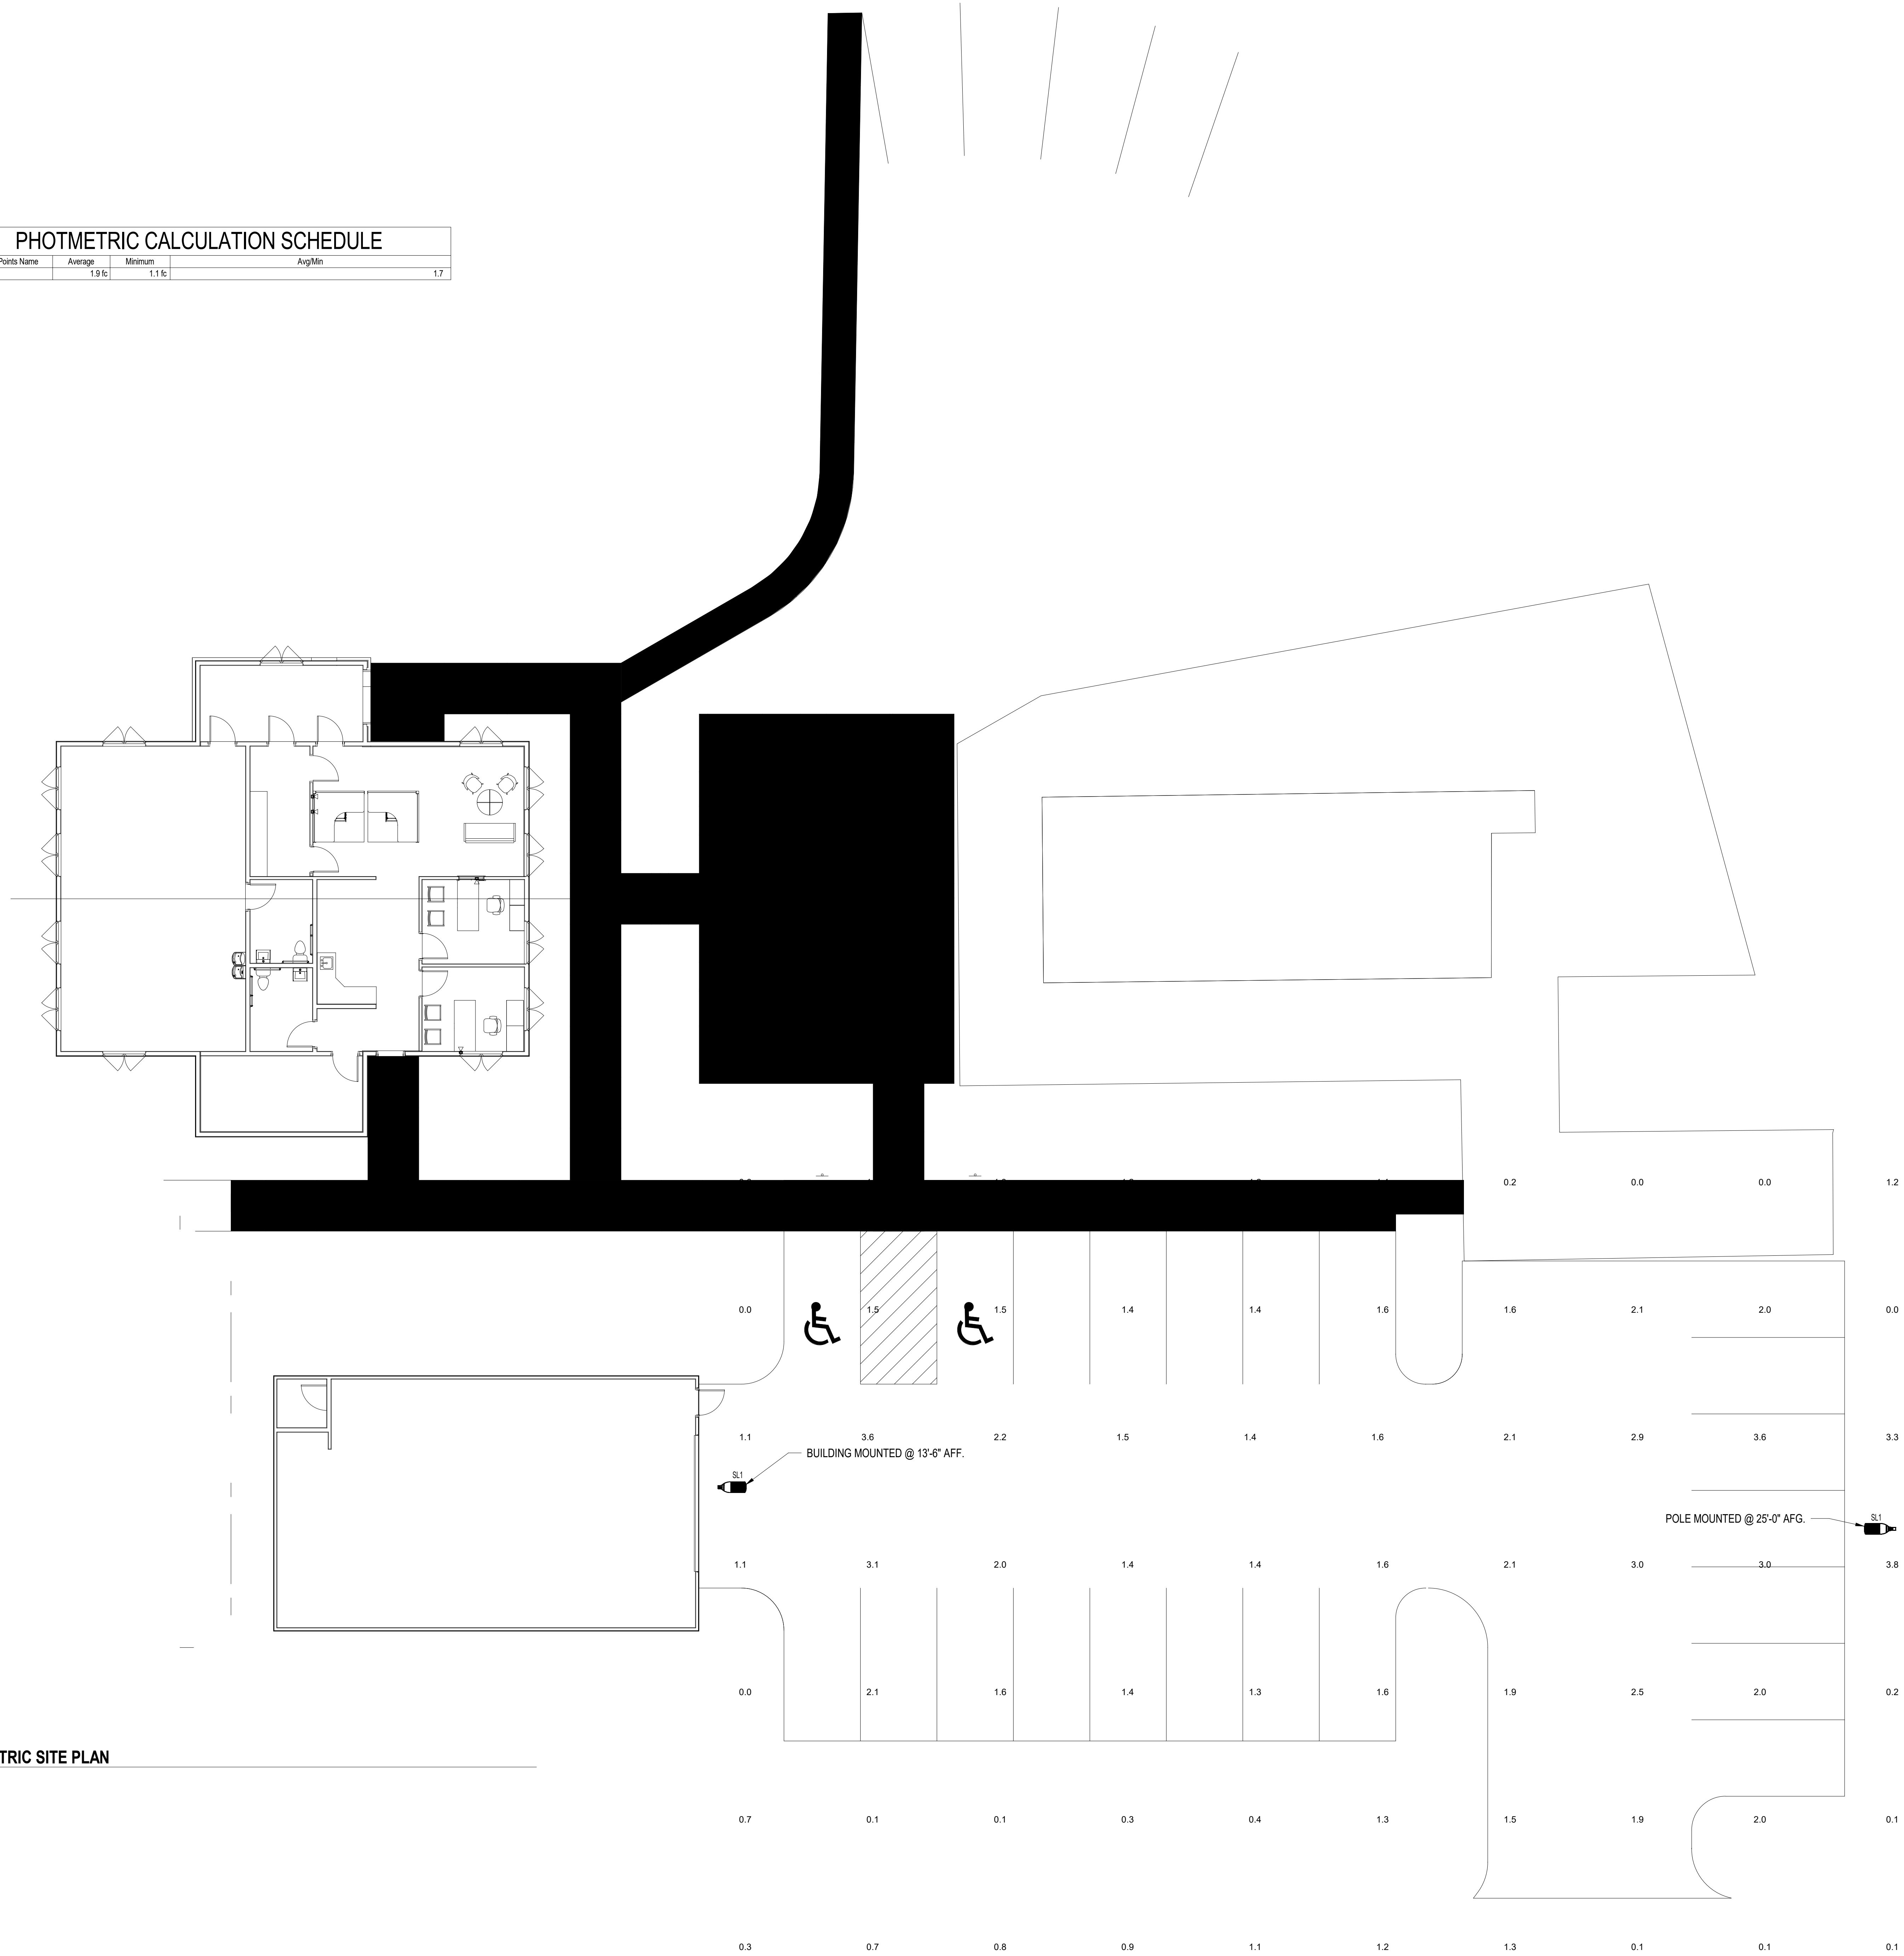 PHOTMETRIC CALCULATION SCHEDULE
Points Name Average Minimum Avg/Min
1.9 fc 1.1 fc 1.7
0.2 0.0 0.0 1.2
0.0 1.5 1.5 1.4 1.4 1.6 1.6 2.1 2.0 0.0
1.1 3.6 2.2 1.5 1.4 1.6 2.1 2.9 3.6 3.3
BUILDING MOUNTED @ 13'-6" AFF.
SL1
POLE MOUNTED @ 25'-0" AFG.
SL1
1.1 3.1 2.0 1.4 1.4 1.6 2.1 3.0 3.0 3.8
0.0 2.1 1.6 1.4 1.3 1.6 1.9 2.5 2.0 0.2
TRIC SITE PLAN
0.7 0.1 0.1 0.3 0.4 1.3 1.5 1.9 2.0 0.1
0.3 0.7 0.8 0.9 1.1 1.2 1.3 0.1 0.1 0.1